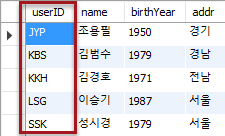 userID name birthYear addr
JYP 조용필 1950 경기
KBS 김범수 1979 경남
KKH 김경호 1971 전남
LSG 이승기 1987 서울
SSK 성시경 1979 서울